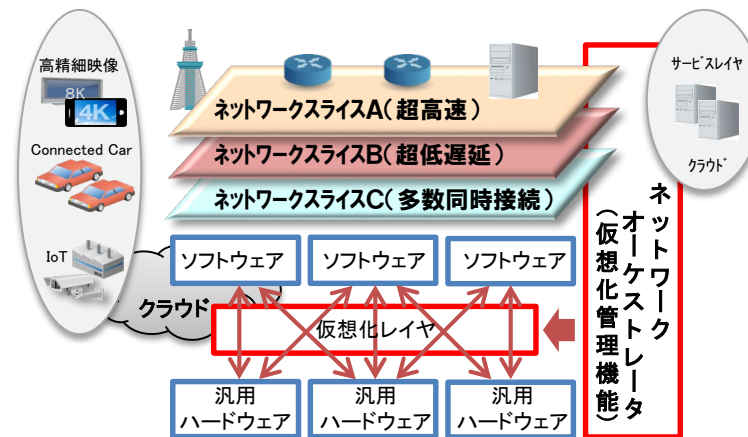 高精細映像
8K
4K
Connected Car
IoT
クラウド
ネットワークスライスA(超高速)
ネットワークスライスB(超低遅延)
ネットワークスライスC(多数同時接続)
ソフトウェア
ソフトウェア
ソフトウェア
仮想化レイヤ
汎用
ハードウェア
汎用
ハードウェア
汎用
ハードウェア
サービスレイヤ
クラウド
ネットワーク
オーケストレータ
(仮想化管理機能)